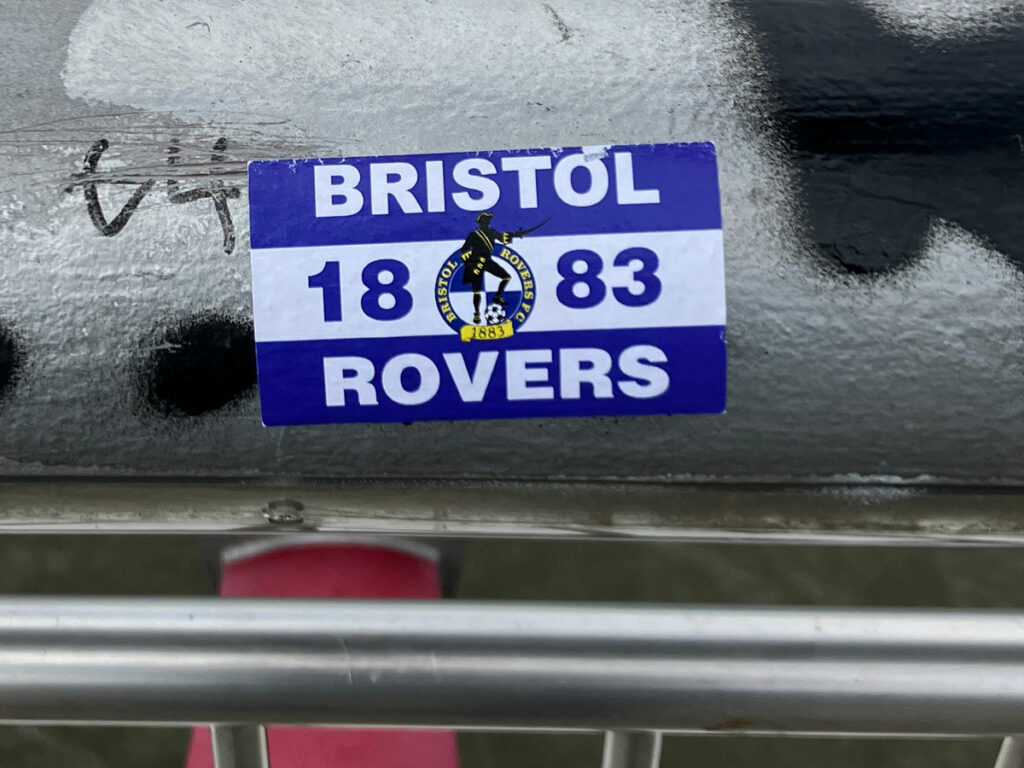 BRISTOL
18 83
BRISTOL ROVERS F C
1883
ROVERS